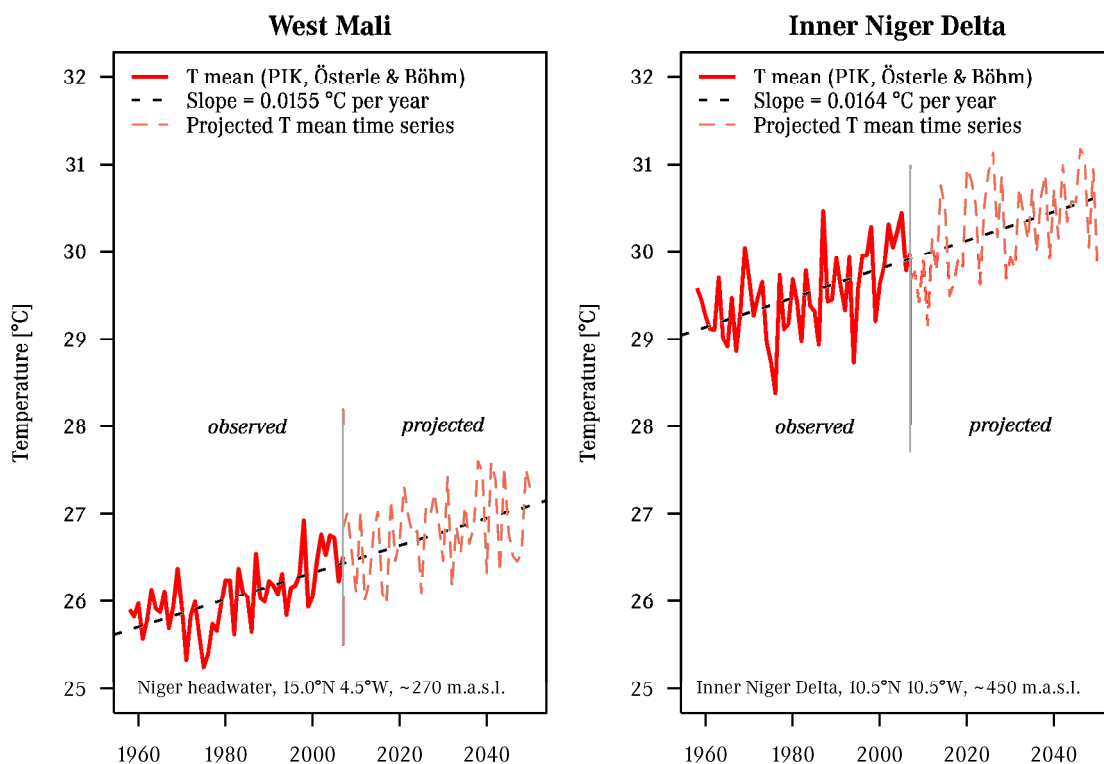 West Mali
T mean (PIK, Österle & Böhm)
Slope = 0.0155 °C per year
Projected T mean time series
32
31
30
29
28
27
26
25
Temperature [°C]
observed
projected
Niger headwater, 15.0°N 4.5°W, ~270 m.a.s.l.
1960
1980
2000
2020
2040
Inner Niger Delta
T mean (PIK, Österle & Böhm)
Slope = 0.0164 °C per year
Projected T mean time series
32
31
30
29
28
27
26
25
Temperature [°C]
observed
projected
Inner Niger Delta, 10.5°N 10.5°W, ~450 m.a.s.l.
1960
1980
2000
2020
2040